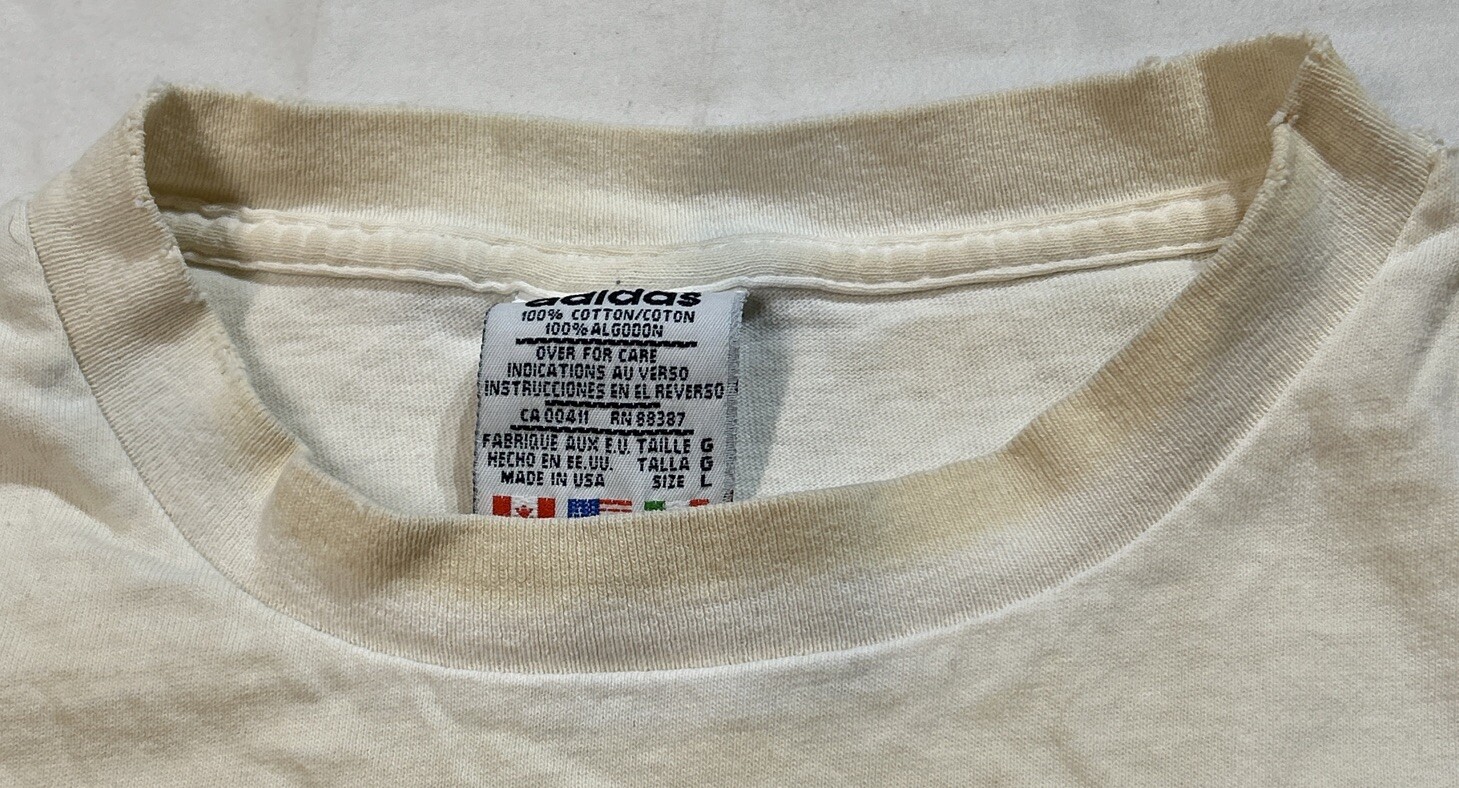 adidas
100% COTTON/COTON
100% ALGODON
OVER FOR CARE
INDICATIONS AU VERSO
INSTRUCCIONES EN EL REVERSO
CA 00411 RN 88387
FABRIQUE AUX E.U. TAILLE G
HECHO EN EE.UU. TALLA G
MADE IN USA SIZE L